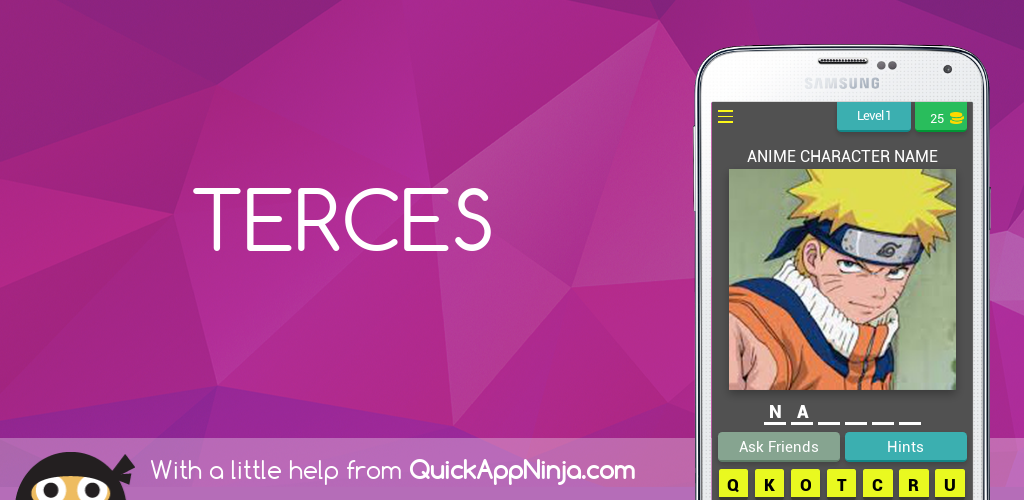 TERCES
With a little help from QuickAppNinja.com
SAMSUNG
Level 1
25
ANIME CHARACTER NAME
N A _ _ _ _
Ask Friends
Hints
Q K O T C R U